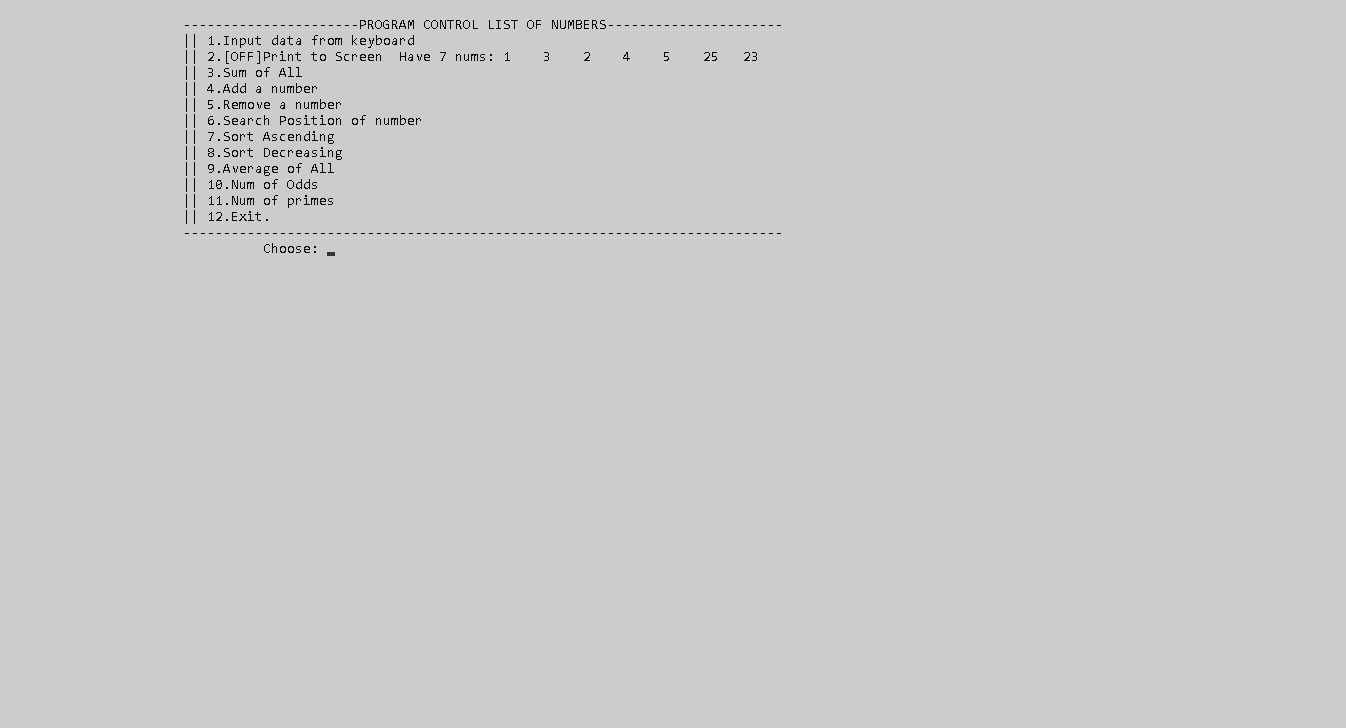 ----------------------PROGRAM CONTROL LIST OF NUMBERS----------------------
|| 1.Input data from keyboard
|| 2.[OFF]Print to Screen  Have 7 nums: 1    3    2    4    5    25   23
|| 3.Sum of All
|| 4.Add a number
|| 5.Remove a number
|| 6.Search Position of number
|| 7.Sort Ascending
|| 8.Sort Decreasing
|| 9.Average of All
|| 10.Num of Odds
|| 11.Num of primes
|| 12.Exit.
---------------------------------------------------------------------------
Choose: _